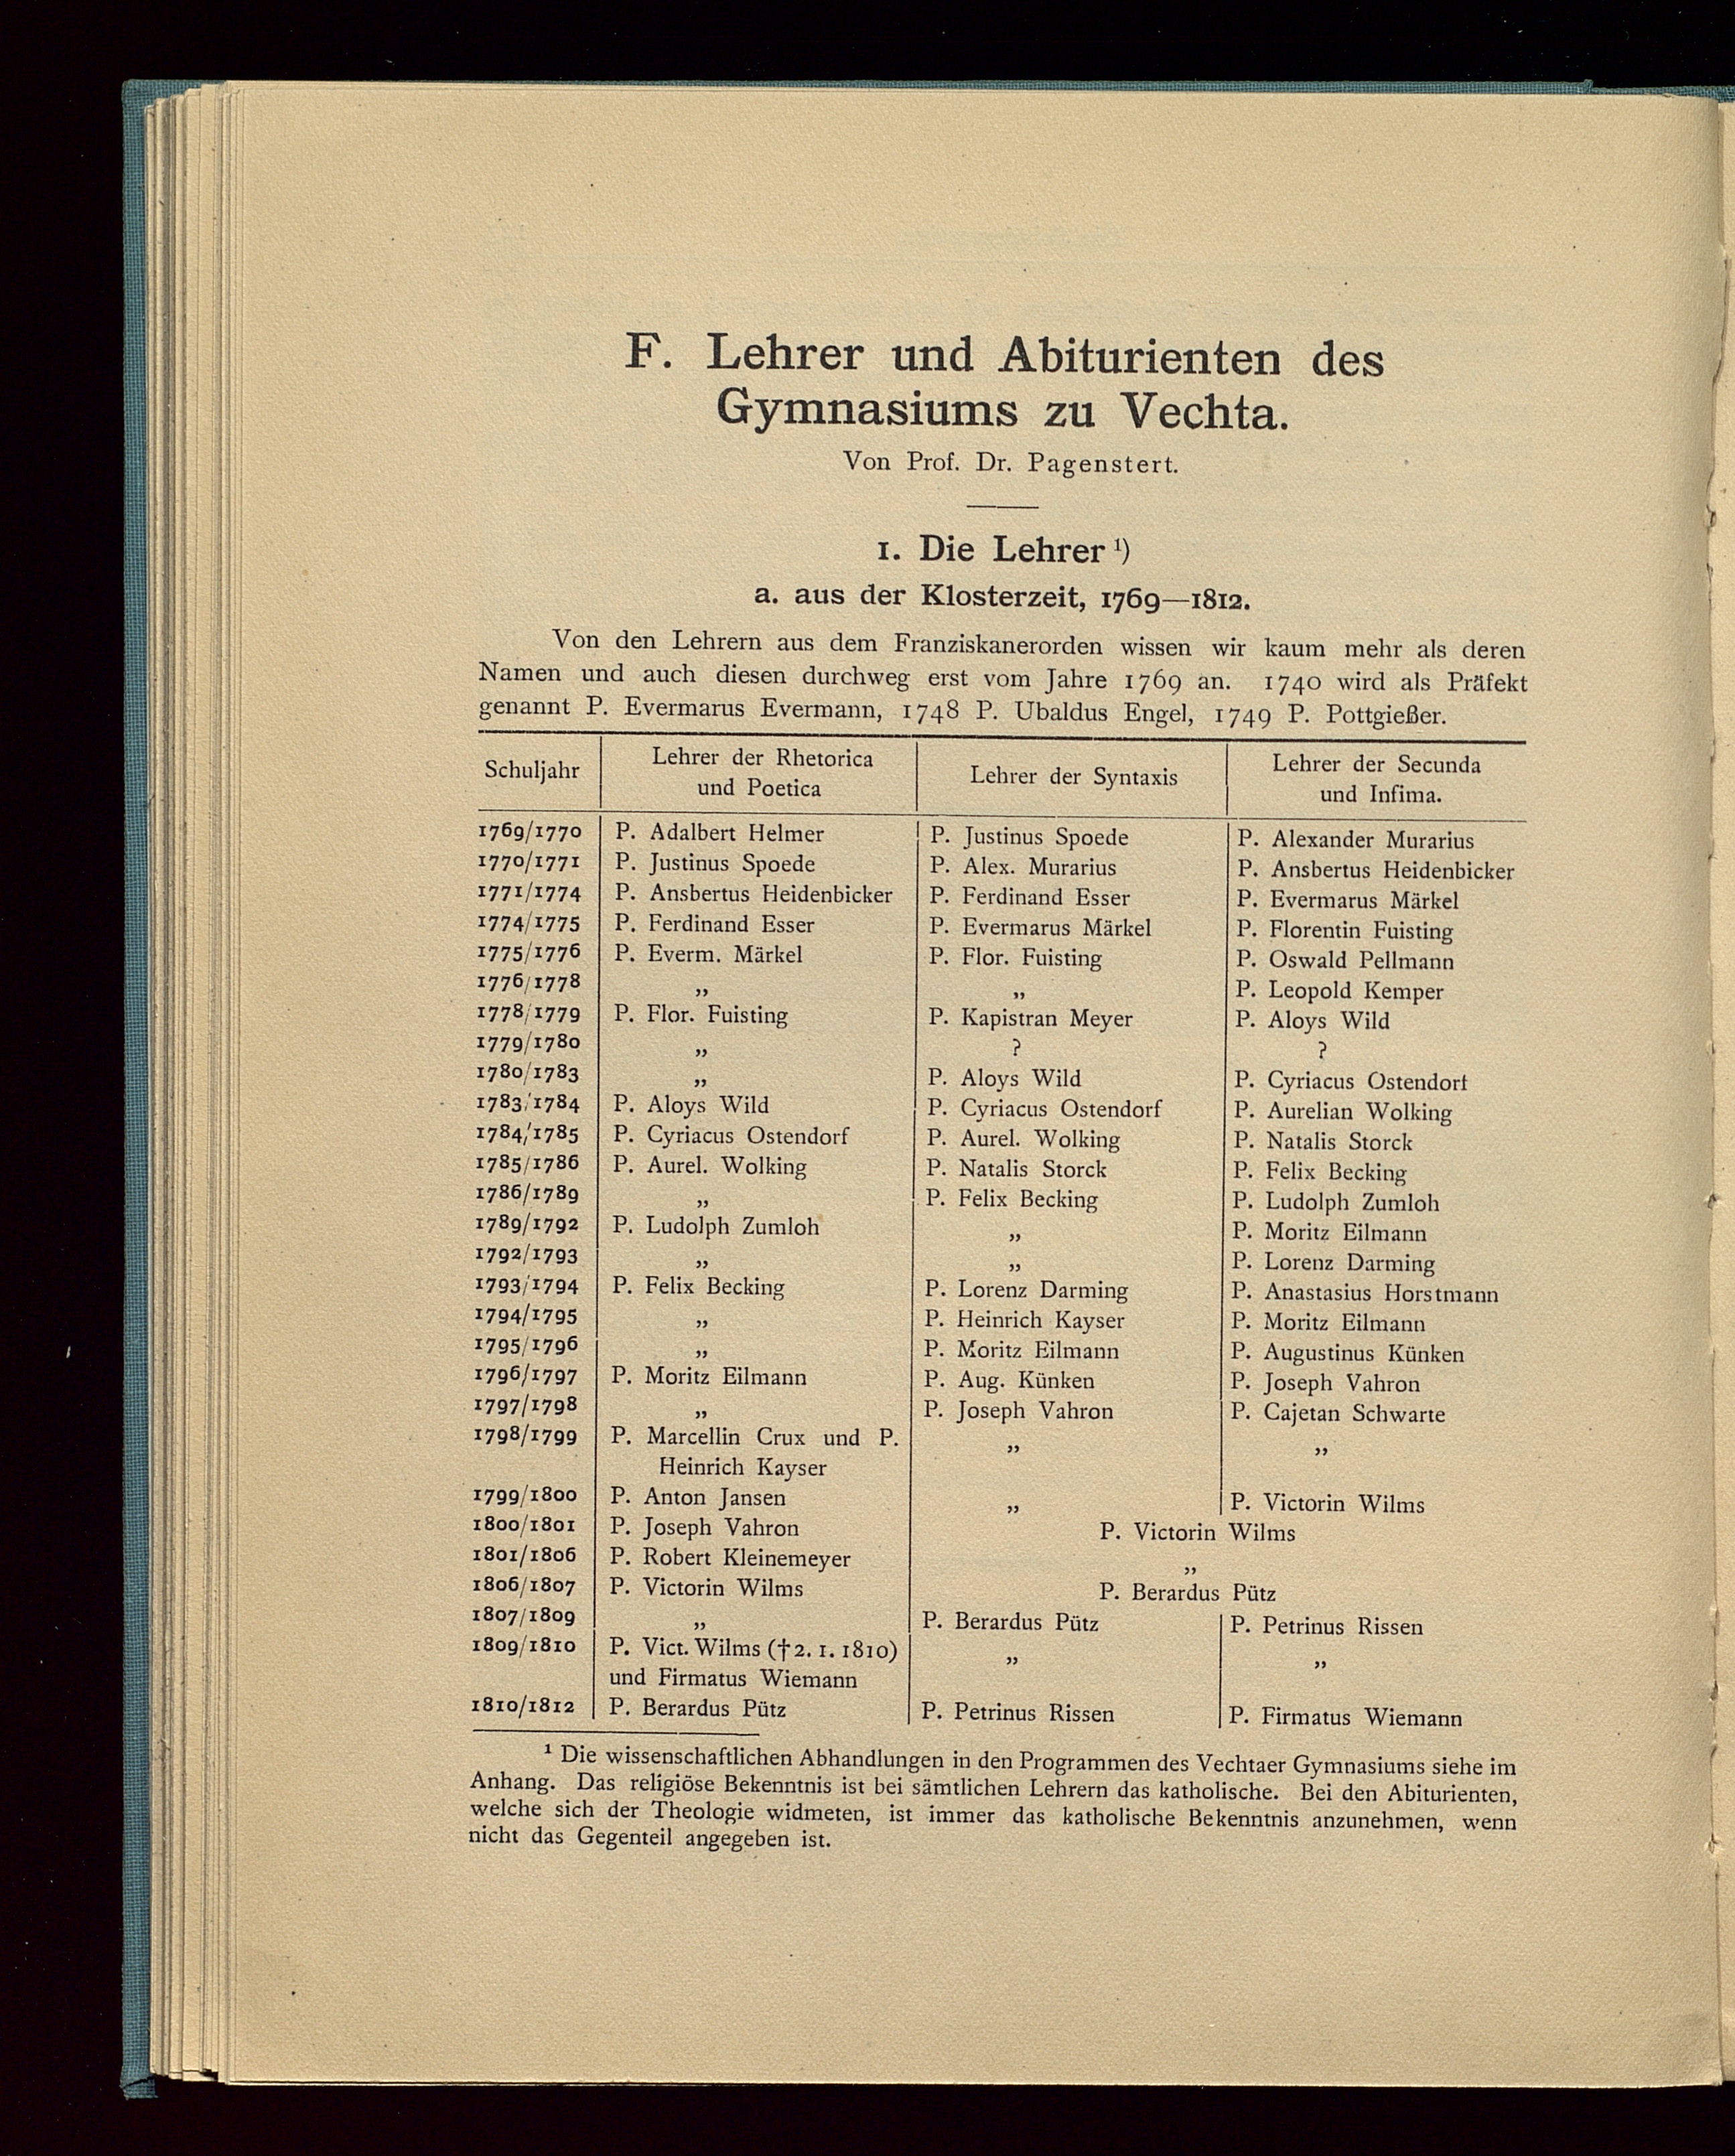 F. Lehrer und Abiturienten des
Gymnasiums zu Vechta.
Von Prof. Dr. Pagenstert.
1. Die Lehrer ¹)
a. aus der Klosterzeit, 1769—1812.
Von den Lehrern aus dem Franziskanerorden wissen wir kaum mehr als deren
Namen und auch diesen durchweg erst vom Jahre 1769 an. 1740 wird als Präfekt
genannt P. Evermarus Evermann, 1748 P. Ubaldus Engel, 1749 P. Pottgießer.
Schuljahr | Lehrer der Rhetorica und Poetica | Lehrer der Syntaxis | Lehrer der Secunda und Infima.
1769/1770 | P. Adalbert Helmer | P. Justinus Spoede | P. Alexander Murarius
1770/1771 | P. Justinus Spoede | P. Alex. Murarius | P. Ansbertus Heidenbicker
1771/1774 | P. Ansbertus Heidenbicker | P. Ferdinand Esser | P. Evermarus Märkel
1774/1775 | P. Ferdinand Esser | P. Evermarus Märkel | P. Florentin Fuisting
1775/1776 | P. Everm. Märkel | P. Flor. Fuisting | P. Oswald Pellmann
1776/1778 | „ | „ | P. Leopold Kemper
1778/1779 | P. Flor. Fuisting | P. Kapistran Meyer | P. Aloys Wild
1779/1780 | „ | ? | ?
1780/1783 | „ | P. Aloys Wild | P. Cyriacus Ostendorf
1783/1784 | P. Aloys Wild | P. Cyriacus Ostendorf | P. Aurelian Wolking
1784/1785 | P. Cyriacus Ostendorf | P. Aurel. Wolking | P. Natalis Storck
1785/1786 | P. Aurel. Wolking | P. Natalis Storck | P. Felix Becking
1786/1789 | „ | P. Felix Becking | P. Ludolph Zumloh
1789/1792 | P. Ludolph Zumloh | „ | P. Moritz Eilmann
1792/1793 | „ | „ | P. Lorenz Darming
1793/1794 | P. Felix Becking | P. Lorenz Darming | P. Anastasius Horstmann
1794/1795 | „ | P. Heinrich Kayser | P. Moritz Eilmann
1795/1796 | „ | P. Moritz Eilmann | P. Augustinus Künken
1796/1797 | P. Moritz Eilmann | P. Aug. Künken | P. Joseph Vahron
1797/1798 | „ | P. Joseph Vahron | P. Cajetan Schwarte
1798/1799 | P. Marcellin Crux und P. | „ | „
Heinrich Kayser
1799/1800 | P. Anton Jansen | „ | P. Victorin Wilms
1800/1801 | P. Joseph Vahron | P. Victorin Wilms
1801/1806 | P. Robert Kleinemeyer | „
1806/1807 | P. Victorin Wilms | P. Berardus Pütz
1807/1809 | „ | P. Berardus Pütz | P. Petrinus Rissen
1809/1810 | P. Vict. Wilms († 2. 1. 1810) | „ | „
und Firmatus Wiemann
1810/1812 | P. Berardus Pütz | P. Petrinus Rissen | P. Firmatus Wiemann
¹ Die wissenschaftlichen Abhandlungen in den Programmen des Vechtaer Gymnasiums siehe im
Anhang. Das religiöse Bekenntnis ist bei sämtlichen Lehrern das katholische. Bei den Abiturienten,
welche sich der Theologie widmeten, ist immer das katholische Bekenntnis anzunehmen, wenn
nicht das Gegenteil angegeben ist.